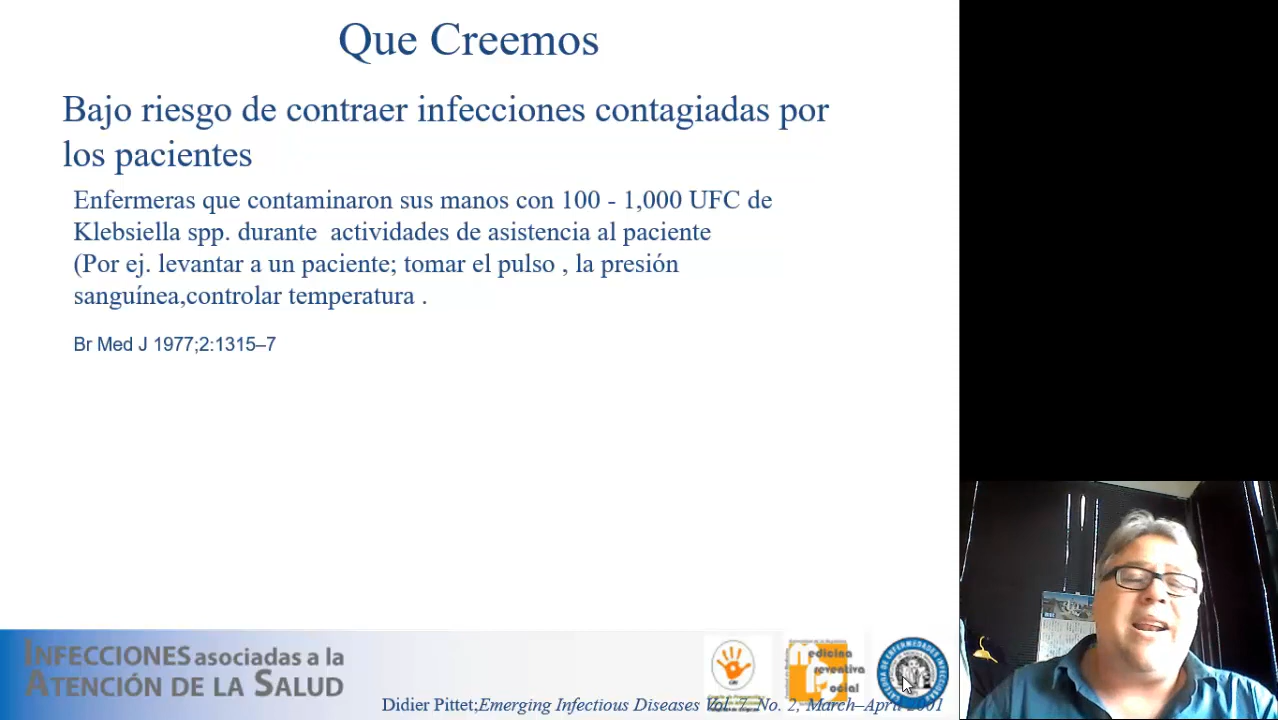 Que Creemos
Bajo riesgo de contraer infecciones contagiadas por
los pacientes
Enfermeras que contaminaron sus manos con 100 - 1,000 UFC de
Klebsiella spp. durante actividades de asistencia al paciente
(Por ej. levantar a un paciente; tomar el pulso , la presión
sanguínea,controlar temperatura .
Br Med J 1977;2:1315–7
INFECCIONES asociadas a la
ATENCIÓN DE LA SALUD
edicina
reventiva
ocial
Didier Pittet;Emerging Infectious Diseases Vol. 7, No. 2, March–April 2001